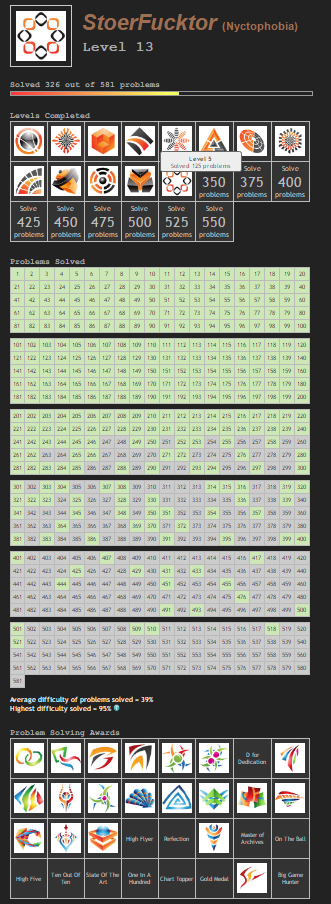 StoerFucktor (Nyctophobia)
Level 13
Solved 326 out of 581 problems
Levels Completed
Level 5
Solved 125 problems
350 problems
Solve 375 problems
Solve 400 problems
Solve 425 problems
Solve 450 problems
Solve 475 problems
Solve 500 problems
Solve 525 problems
Solve 550 problems
Problems Solved
1 2 3 4 5 6 7 8 9 10 11 12 13 14 15 16 17 18 19 20
21 22 23 24 25 26 27 28 29 30 31 32 33 34 35 36 37 38 39 40
41 42 43 44 45 46 47 48 49 50 51 52 53 54 55 56 57 58 59 60
61 62 63 64 65 66 67 68 69 70 71 72 73 74 75 76 77 78 79 80
81 82 83 84 85 86 87 88 89 90 91 92 93 94 95 96 97 98 99 100
101 102 103 104 105 106 107 108 109 110 111 112 113 114 115 116 117 118 119 120
121 122 123 124 125 126 127 128 129 130 131 132 133 134 135 136 137 138 139 140
141 142 143 144 145 146 147 148 149 150 151 152 153 154 155 156 157 158 159 160
161 162 163 164 165 166 167 168 169 170 171 172 173 174 175 176 177 178 179 180
181 182 183 184 185 186 187 188 189 190 191 192 193 194 195 196 197 198 199 200
201 202 203 204 205 206 207 208 209 210 211 212 213 214 215 216 217 218 219 220
221 222 223 224 225 226 227 228 229 230 231 232 233 234 235 236 237 238 239 240
241 242 243 244 245 246 247 248 249 250 251 252 253 254 255 256 257 258 259 260
261 262 263 264 265 266 267 268 269 270 271 272 273 274 275 276 277 278 279 280
281 282 283 284 285 286 287 288 289 290 291 292 293 294 295 296 297 298 299 300
301 302 303 304 305 306 307 308 309 310 311 312 313 314 315 316 317 318 319 320
321 322 323 324 325 326 327 328 329 330 331 332 333 334 335 336 337 338 339 340
341 342 343 344 345 346 347 348 349 350 351 352 353 354 355 356 357 358 359 360
361 362 363 364 365 366 367 368 369 370 371 372 373 374 375 376 377 378 379 380
381 382 383 384 385 386 387 388 389 390 391 392 393 394 395 396 397 398 399 400
401 402 403 404 405 406 407 408 409 410 411 412 413 414 415 416 417 418 419 420
421 422 423 424 425 426 427 428 429 430 431 432 433 434 435 436 437 438 439 440
441 442 443 444 445 446 447 448 449 450 451 452 453 454 455 456 457 458 459 460
461 462 463 464 465 466 467 468 469 470 471 472 473 474 475 476 477 478 479 480
481 482 483 484 485 486 487 488 489 490 491 492 493 494 495 496 497 498 499 500
501 502 503 504 505 506 507 508 509 510 511 512 513 514 515 516 517 518 519 520
521 522 523 524 525 526 527 528 529 530 531 532 533 534 535 536 537 538 539 540
541 542 543 544 545 546 547 548 549 550 551 552 553 554 555 556 557 558 559 560
561 562 563 564 565 566 567 568 569 570 571 572 573 574 575 576 577 578 579 580
581
Average difficulty of problems solved = 39%
Highest difficulty solved = 95%
Problem Solving Awards
D for Dedication
High Flyer
Reflection
Master of Archives
On The Ball
High Five
Ten Out Of Ten
State Of The Art
One In A Hundred
Chart Topper
Gold Medal
Big Game Hunter